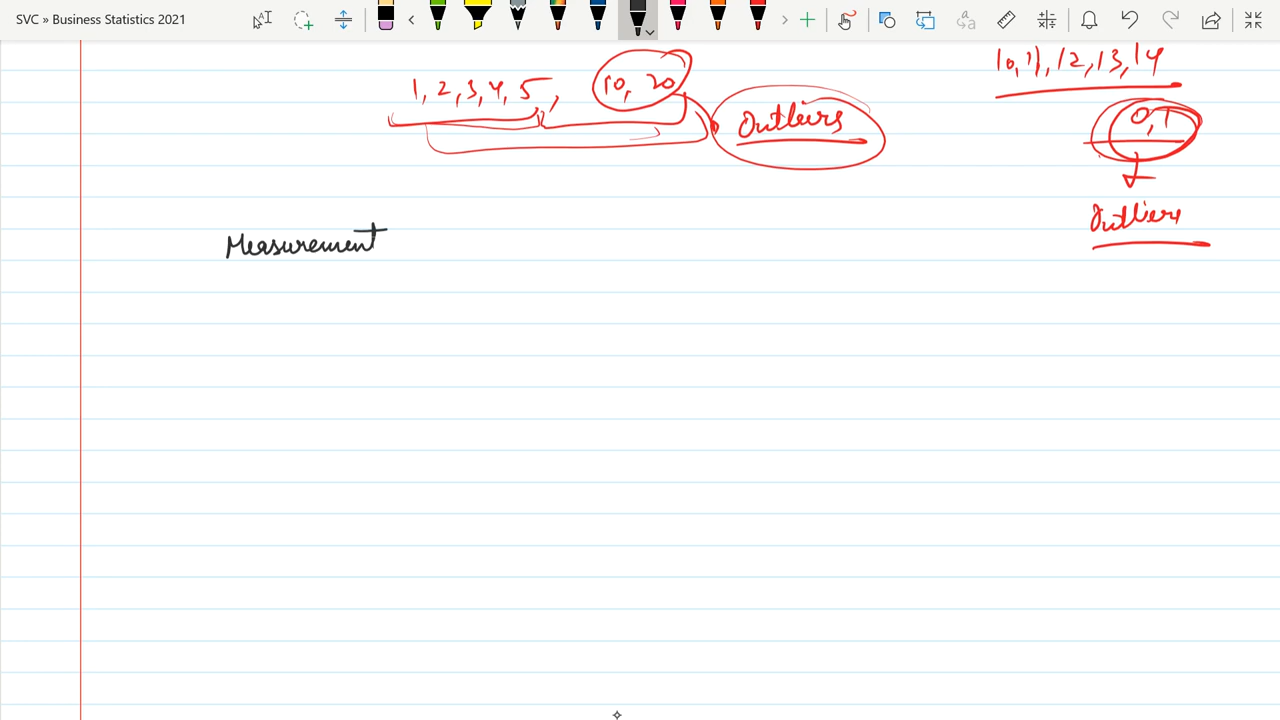 SVC » Business Statistics 2021
1, 2, 3, 4, 5, 10, 20
Outliers
10, 11, 12, 13, 14
0, 1
Outliers
Measurement